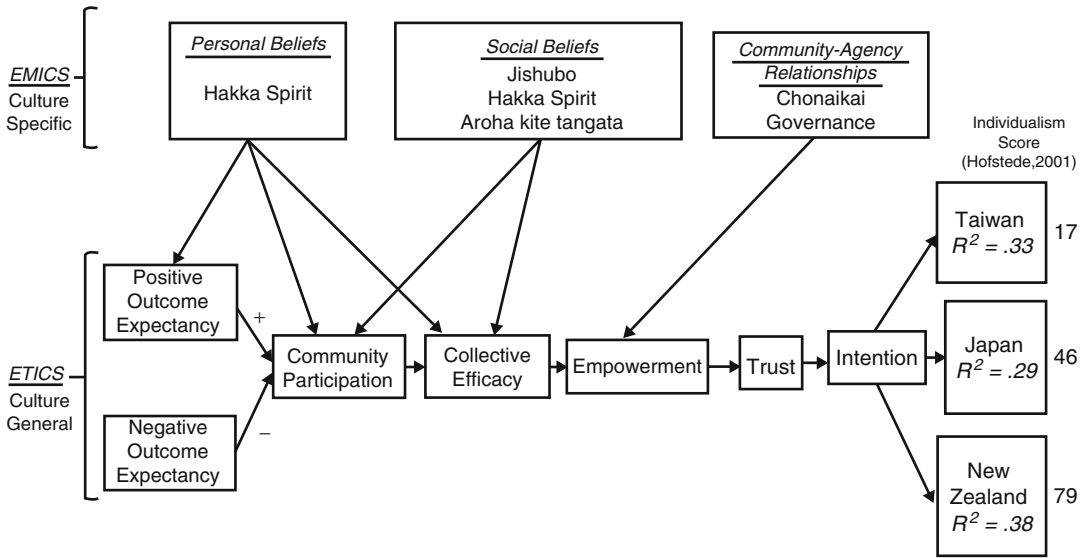 EMICS
Culture
Specific
Personal Beliefs
Hakka Spirit
Social Beliefs
Jishubo
Hakka Spirit
Aroha kite tangata
Community-Agency
Relationships
Chonaikai
Governance
Individualism
Score
(Hofstede,2001)
ETICS
Culture
General
Positive
Outcome
Expectancy
+
Negative
Outcome
Expectancy
−
Community
Participation
Collective
Efficacy
Empowerment
Trust
Intention
Taiwan
R² = .33
17
Japan
R² = .29
46
New
Zealand
R² = .38
79